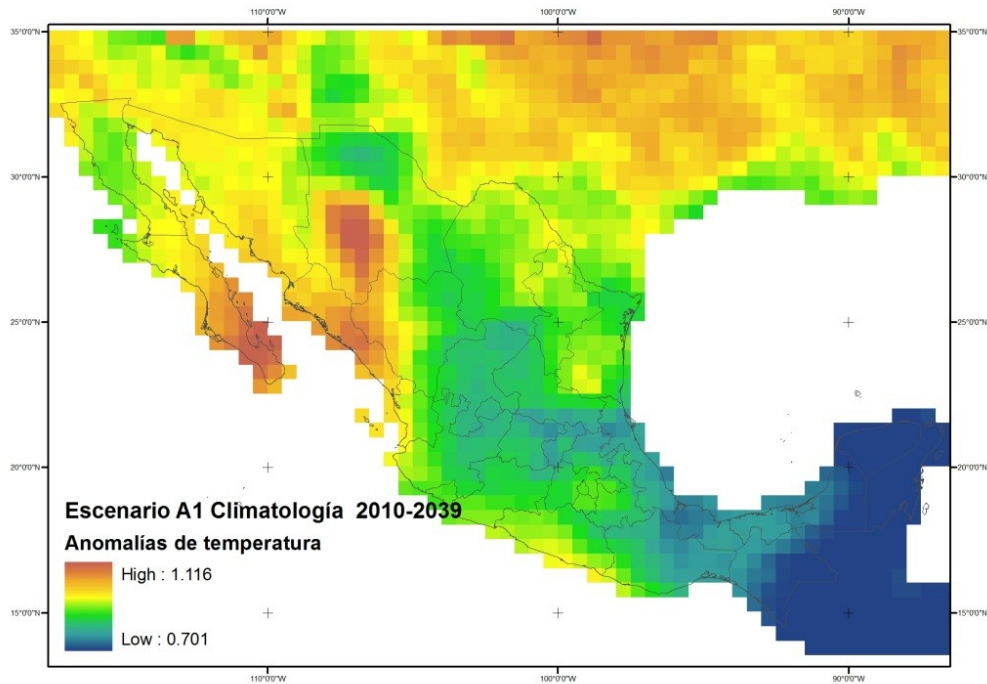 110°0'0"W
100°0'0"W
90°0'0"W
35°0'0"N
35°0'0"N
30°0'0"N
30°0'0"N
25°0'0"N
25°0'0"N
20°0'0"N
20°0'0"N
Escenario A1 Climatología 2010-2039
Anomalías de temperatura
High : 1.116
Low : 0.701
15°0'0"N
15°0'0"N
110°0'0"W
100°0'0"W
90°0'0"W